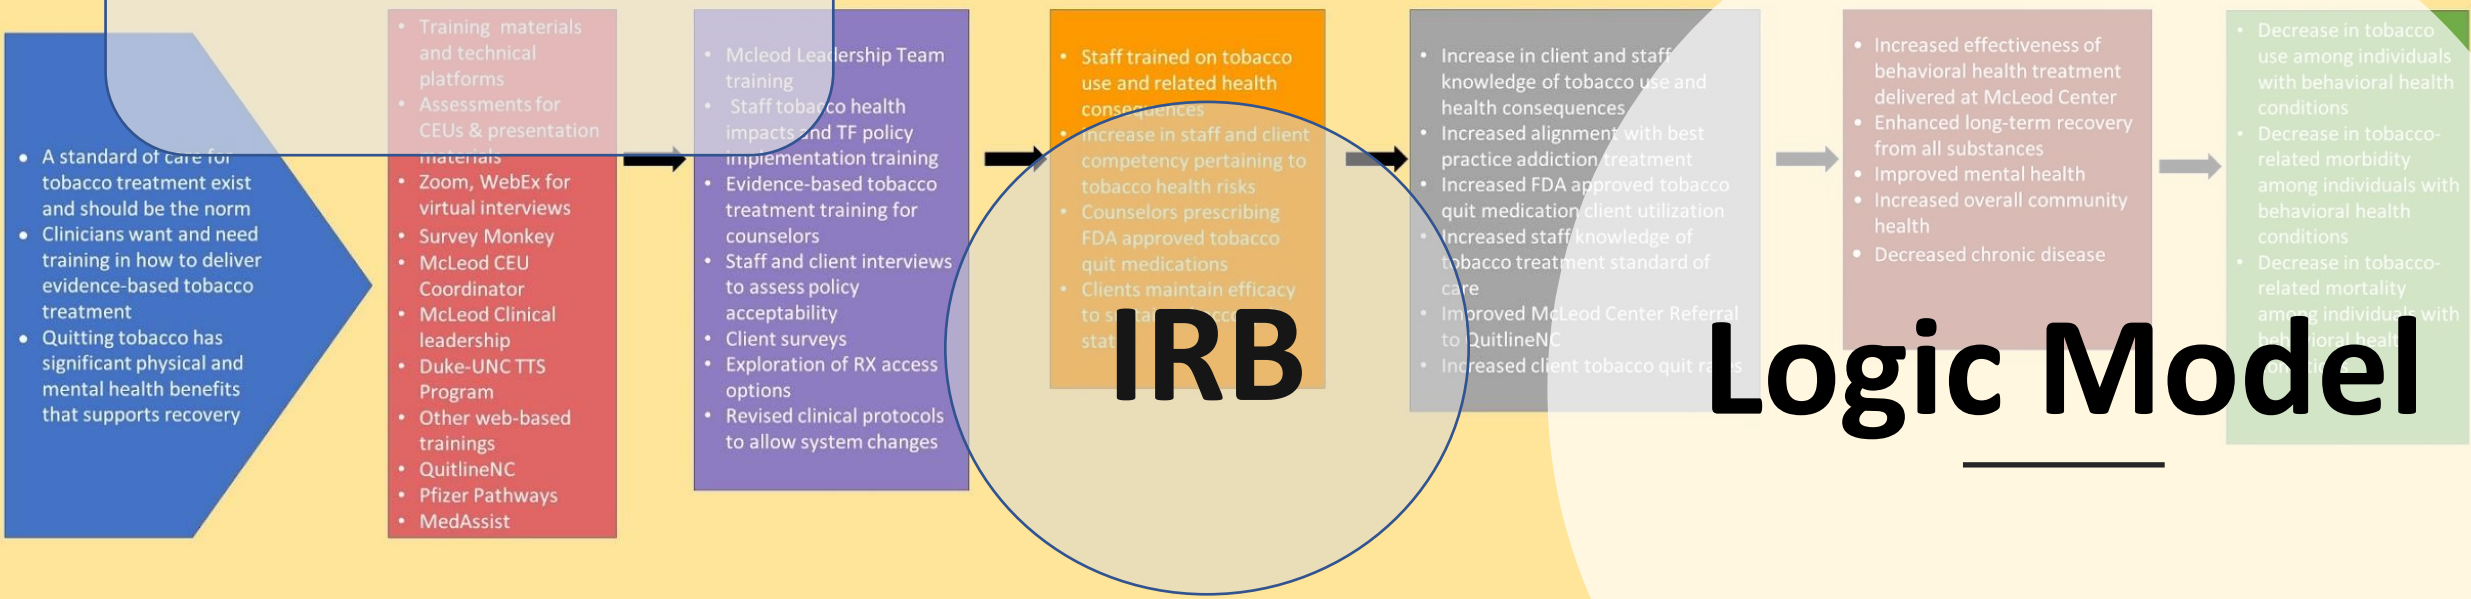 • A standard of care for
tobacco treatment exist
and should be the norm
• Clinicians want and need
training in how to deliver
evidence-based tobacco
treatment
• Quitting tobacco has
significant physical and
mental health benefits
that supports recovery
• Training materials
and technical
platforms
• Assessments for
CEUs & presentation
materials
• Zoom, WebEx for
virtual interviews
• Survey Monkey
• McLeod CEU
Coordinator
• McLeod Clinical
leadership
• Duke-UNC TTS
Program
• Other web-based
trainings
• QuitlineNC
• Pfizer Pathways
• MedAssist
• Mcleod Leadership Team
training
• Staff tobacco health
impacts and TF policy
implementation training
• Evidence-based tobacco
treatment training for
counselors
• Staff and client interviews
to assess policy
acceptability
• Client surveys
• Exploration of RX access
options
• Revised clinical protocols
to allow system changes
• Staff trained on tobacco
use and related health
consequences
• Increase in staff and client
competency pertaining to
tobacco health risks
• Counselors prescribing
FDA approved tobacco
quit medications
• Clients maintain efficacy
to
IRB
• Increase in client and staff
knowledge of tobacco use and
health consequences
• Increased alignment with best
practice addiction treatment
• Increased FDA approved tobacco
quit medication client utilization
• Increased staff knowledge of
tobacco treatment standard of
care
• Improved McLeod Center Referral
to QuitlineNC
• Increased client tobacco quit rates
• Increased effectiveness of
behavioral health treatment
delivered at McLeod Center
• Enhanced long-term recovery
from all substances
• Improved mental health
• Increased overall community
health
• Decreased chronic disease
• Decrease in tobacco
use among individuals
with behavioral health
conditions
• Decrease in tobacco-
related morbidity
among individuals with
behavioral health
conditions
• Decrease in tobacco-
related mortality
among individuals with
behavioral health
Logic Model